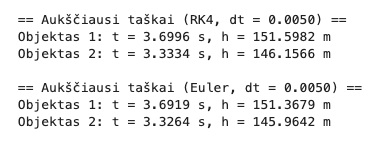 == Aukščiausi taškai (RK4, dt = 0.0050) ==
Objektas 1: t = 3.6996 s, h = 151.5982 m
Objektas 2: t = 3.3334 s, h = 146.1566 m
== Aukščiausi taškai (Euler, dt = 0.0050) ==
Objektas 1: t = 3.6919 s, h = 151.3679 m
Objektas 2: t = 3.3264 s, h = 145.9642 m